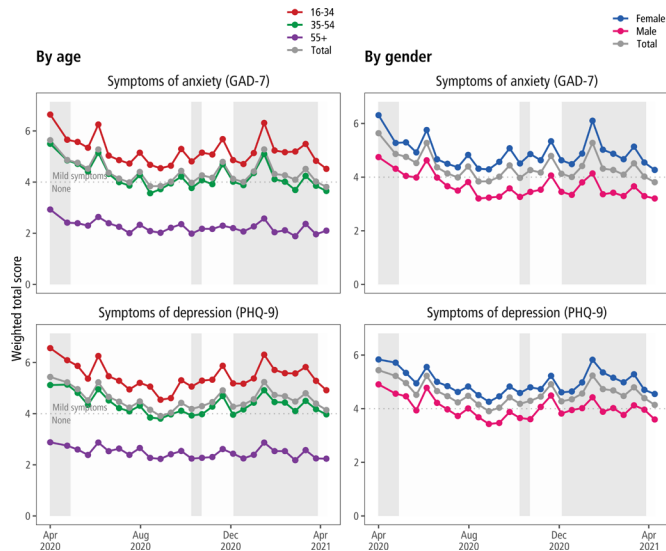 16-34
35-54
55+
Total
By age
Female
Male
Total
By gender
Symptoms of anxiety (GAD-7)
Symptoms of anxiety (GAD-7)
6
4
2
0
Mild symptoms
None
6
4
2
0
Weighted total score
Symptoms of depression (PHQ-9)
Symptoms of depression (PHQ-9)
6
4
2
0
Mild symptoms
None
6
4
2
0
Apr
2020
Aug
2020
Dec
2020
Apr
2021
Apr
2020
Aug
2020
Dec
2020
Apr
2021